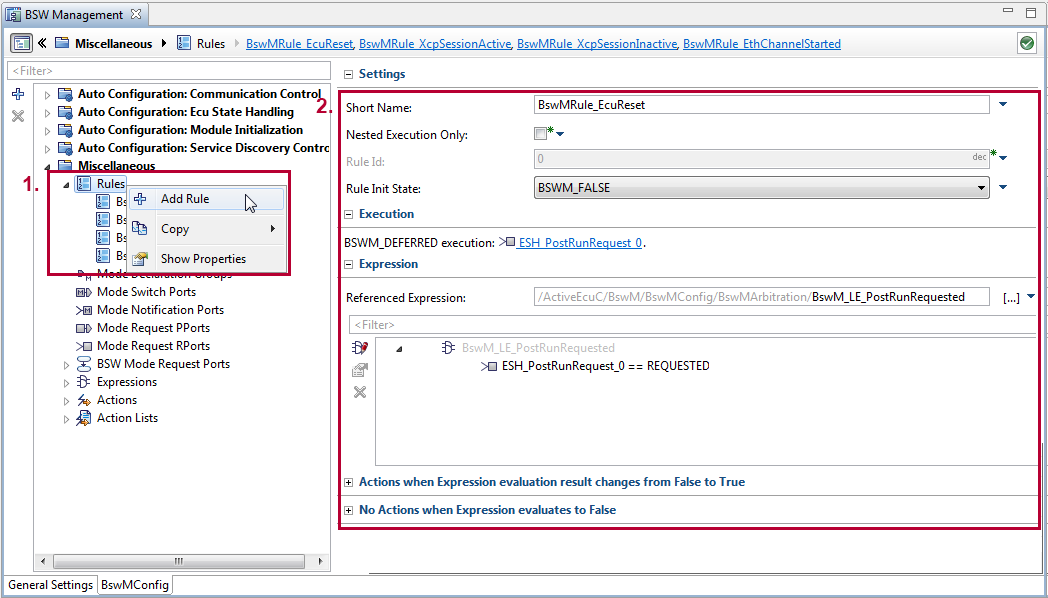 BSW Management
Miscellaneous Rules BswMRule_EcuReset, BswMRule_XcpSessionActive, BswMRule_XcpSessionInactive, BswMRule_EthChannelStarted
<Filter>
Auto Configuration: Communication Control
Auto Configuration: Ecu State Handling
Auto Configuration: Module Initialization
Auto Configuration: Service Discovery Contro
Miscellaneous
1.
Rules
Bs
Bs
Bs
Bs
Add Rule
Copy
Show Properties
Mode Declaration Groups
Mode Switch Ports
Mode Notification Ports
Mode Request PPorts
Mode Request RPorts
BSW Mode Request Ports
Expressions
Actions
Action Lists
General Settings BswMConfig
Settings
2.
Short Name: BswMRule_EcuReset
Nested Execution Only:
Rule Id: 0 dec
Rule Init State: BSWM_FALSE
Execution
BSWM_DEFERRED execution: ESH_PostRunRequest_0.
Expression
Referenced Expression: /ActiveEcuC/BswM/BswMConfig/BswMArbitration/BswM_LE_PostRunRequested [...]
<Filter>
BswM_LE_PostRunRequested
ESH_PostRunRequest_0 == REQUESTED
Actions when Expression evaluation result changes from False to True
No Actions when Expression evaluates to False